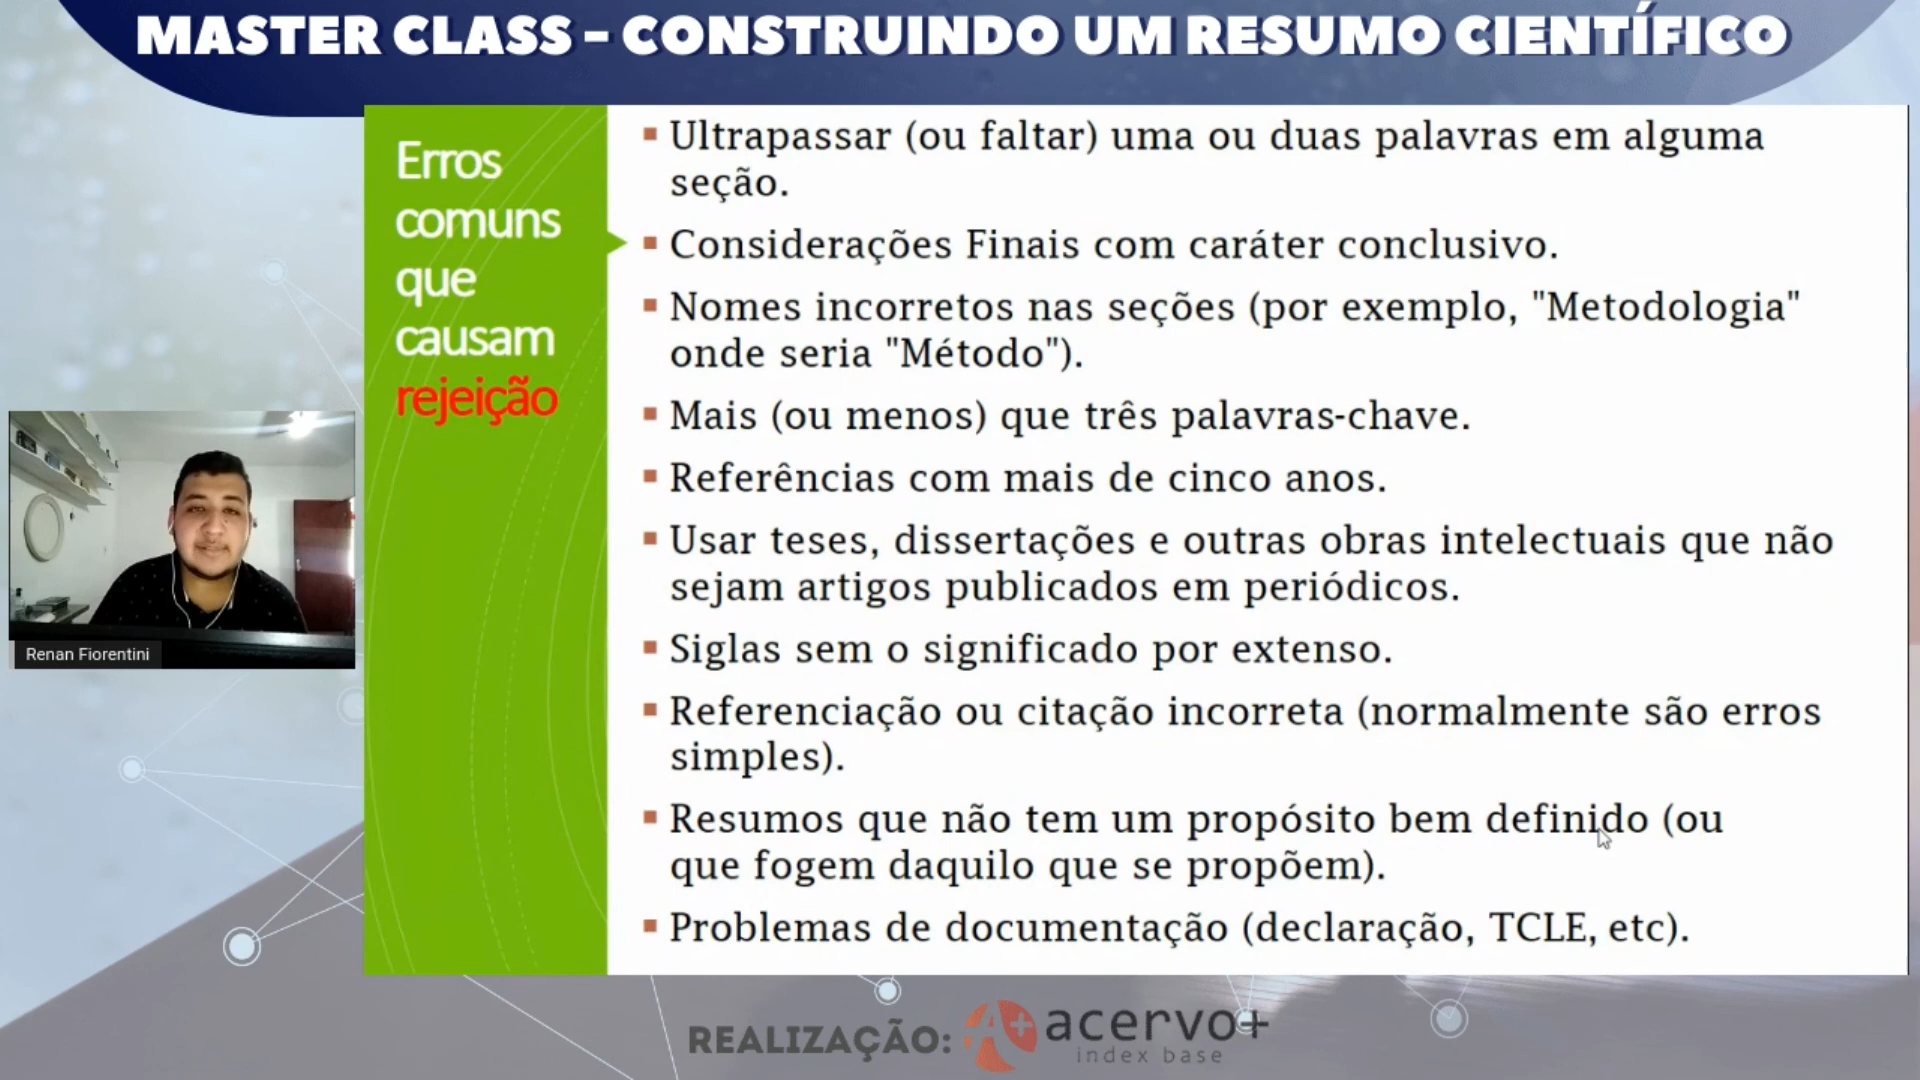 MASTER CLASS - CONSTRUINDO UM RESUMO CIENTÍFICO
Erros
comuns
que
causam
rejeição
Ultrapassar (ou faltar) uma ou duas palavras em alguma
seção.
Considerações Finais com caráter conclusivo.
Nomes incorretos nas seções (por exemplo, "Metodologia"
onde seria "Método").
Mais (ou menos) que três palavras-chave.
Referências com mais de cinco anos.
Usar teses, dissertações e outras obras intelectuais que não
sejam artigos publicados em periódicos.
Siglas sem o significado por extenso.
Referenciação ou citação incorreta (normalmente são erros
simples).
Resumos que não tem um propósito bem definido (ou
que fogem daquilo que se propõem).
Problemas de documentação (declaração, TCLE, etc).
Renan Fiorentini
REALIZAÇÃO:
A+
acervo+
index base